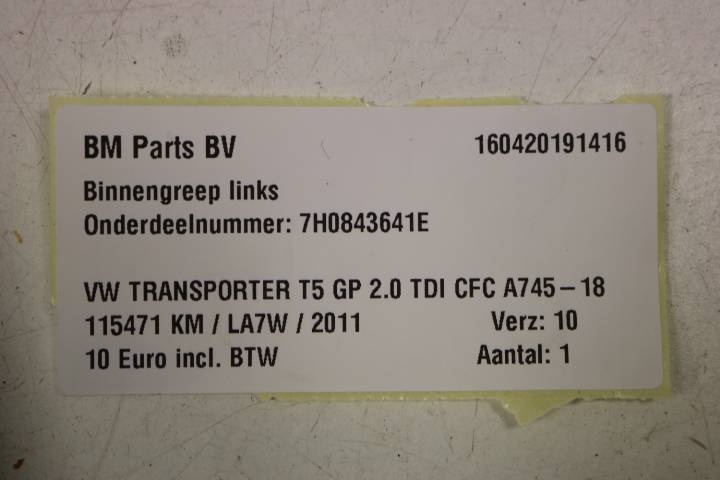 BM Parts BV 160420191416
Binnengreep links
Onderdeelnummer: 7H0843641E
VW TRANSPORTER T5 GP 2.0 TDI CFC A745-18
115471 KM / LA7W / 2011 Verz: 10
10 Euro incl. BTW Aantal: 1